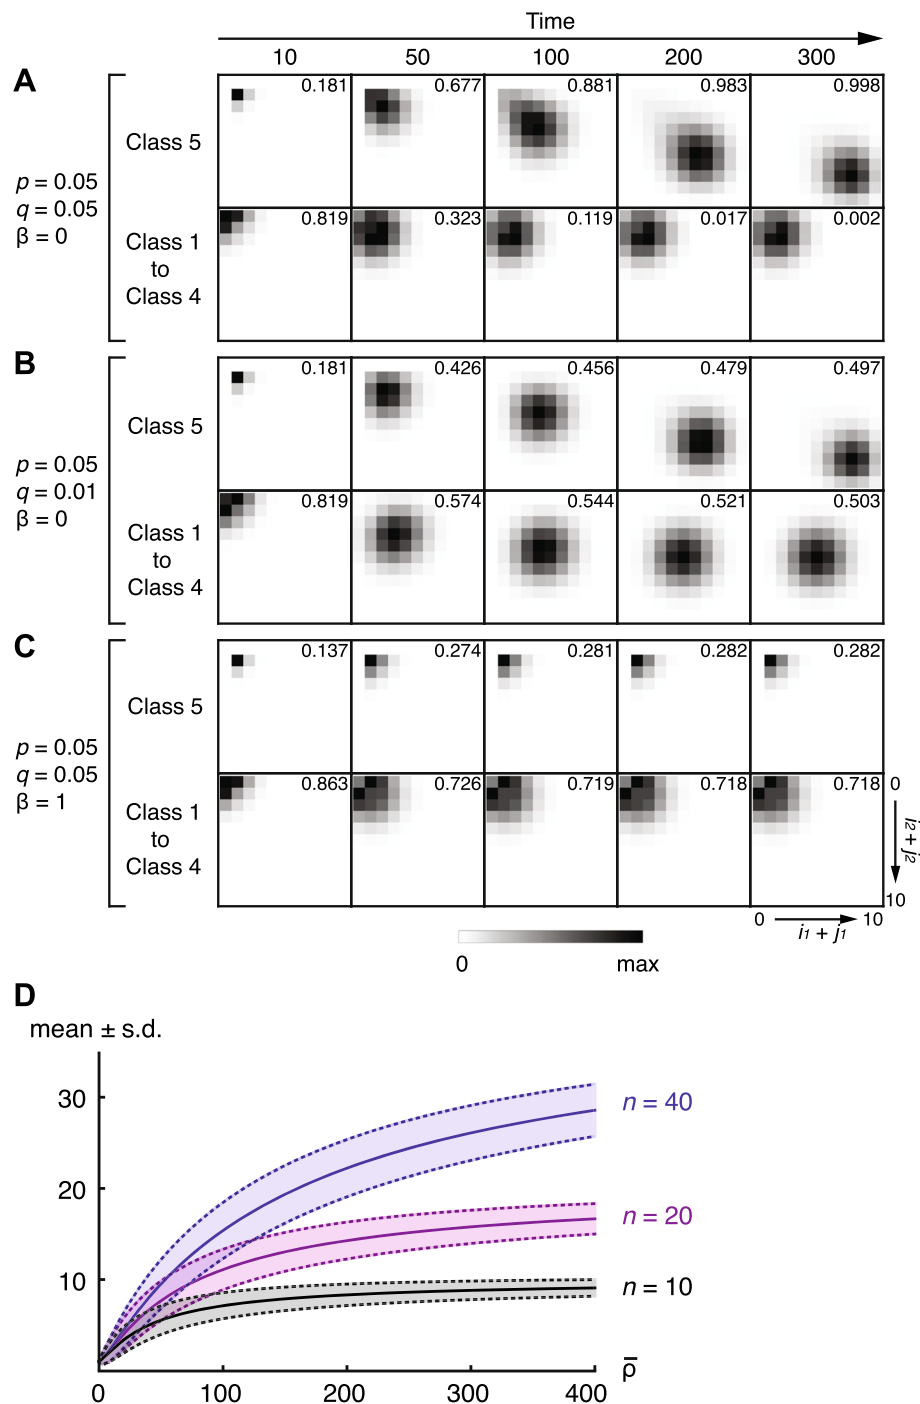 Time
10 50 100 200 300
A
p = 0.05
q = 0.05
β = 0
Class 5
0.181 0.677 0.881 0.983 0.998
Class 1
to
Class 4
0.819 0.323 0.119 0.017 0.002
B
p = 0.05
q = 0.01
β = 0
Class 5
0.181 0.426 0.456 0.479 0.497
Class 1
to
Class 4
0.819 0.574 0.544 0.521 0.503
C
p = 0.05
q = 0.05
β = 1
Class 5
0.137 0.274 0.281 0.282 0.282
Class 1
to
Class 4
0.863 0.726 0.719 0.718 0.718
0
i₂ + j₂
10
0 10
i₁ + j₁
0 max
D
mean ± s.d.
30
20
10
n = 40
n = 20
n = 10
ρ̄
0 100 200 300 400